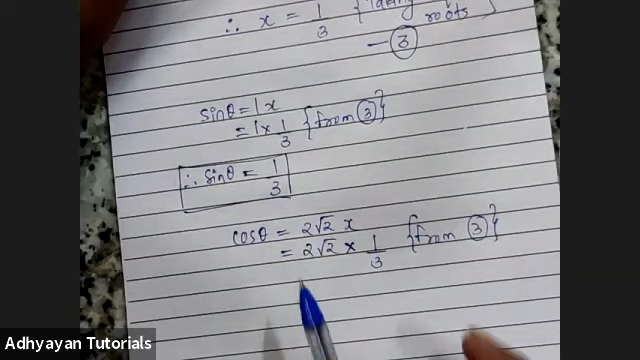 ∴ x = 1/3 { taking roots }
— ③
sinθ = 1x
= 1 × 1/3 { from ③ }
∴ sinθ = 1/3
cosθ = 2√2 x
= 2√2 × 1/3 { from ③ }
Adhyayan Tutorials